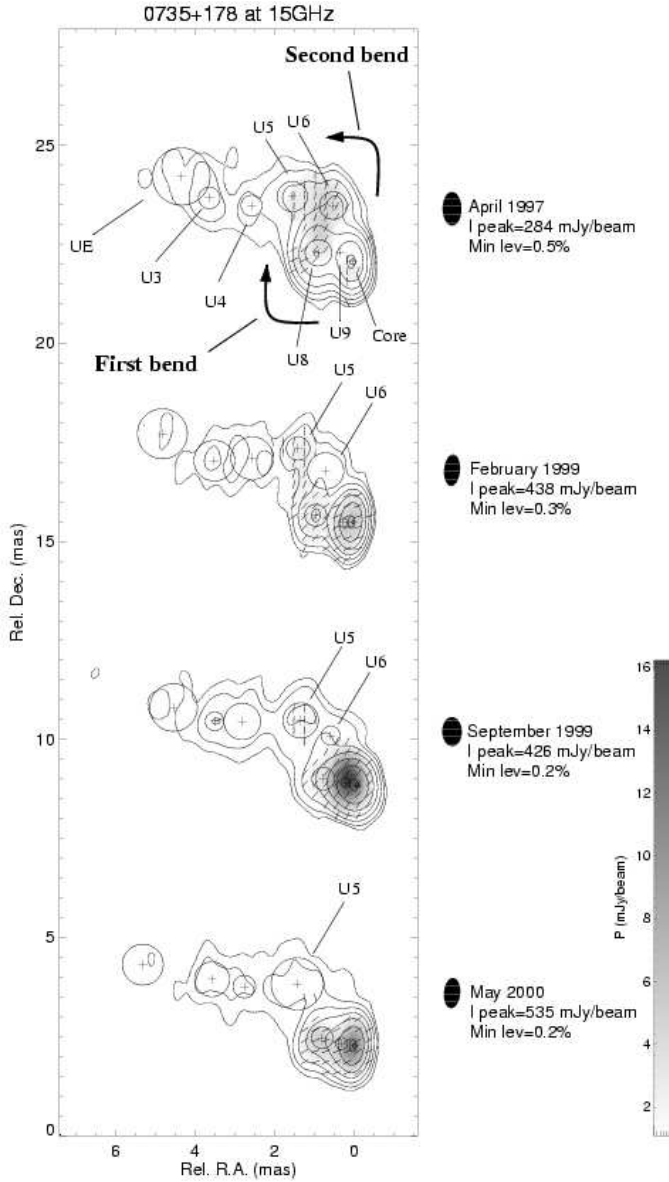 0735+178 at 15GHz
Second bend
U5
U6
UE
U3
U4
U8
U9
Core
First bend
April 1997
I peak=284 mJy/beam
Min lev=0.5%
U5
U6
February 1999
I peak=438 mJy/beam
Min lev=0.3%
U5
U6
September 1999
I peak=426 mJy/beam
Min lev=0.2%
U5
May 2000
I peak=535 mJy/beam
Min lev=0.2%
25
20
15
10
5
0
Rel. Dec. (mas)
6 4 2 0
Rel. R.A. (mas)
16
14
12
10
8
6
4
2
P (mJy/beam)